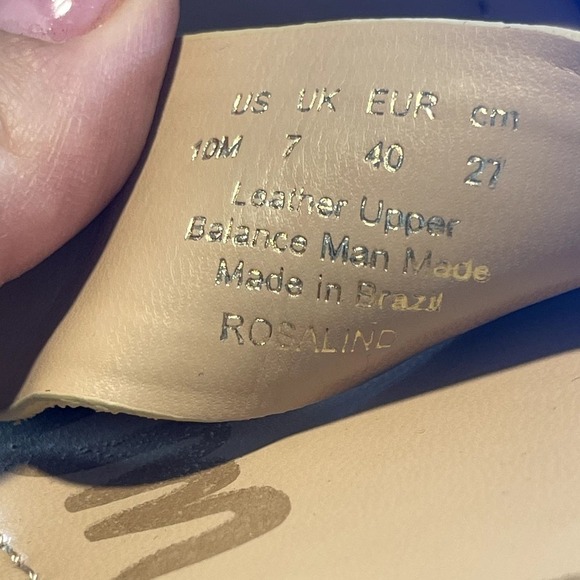 US UK EUR cm
10M 7 40 27
Leather Upper
Balance Man Made
Made in Brazil
ROSALIND